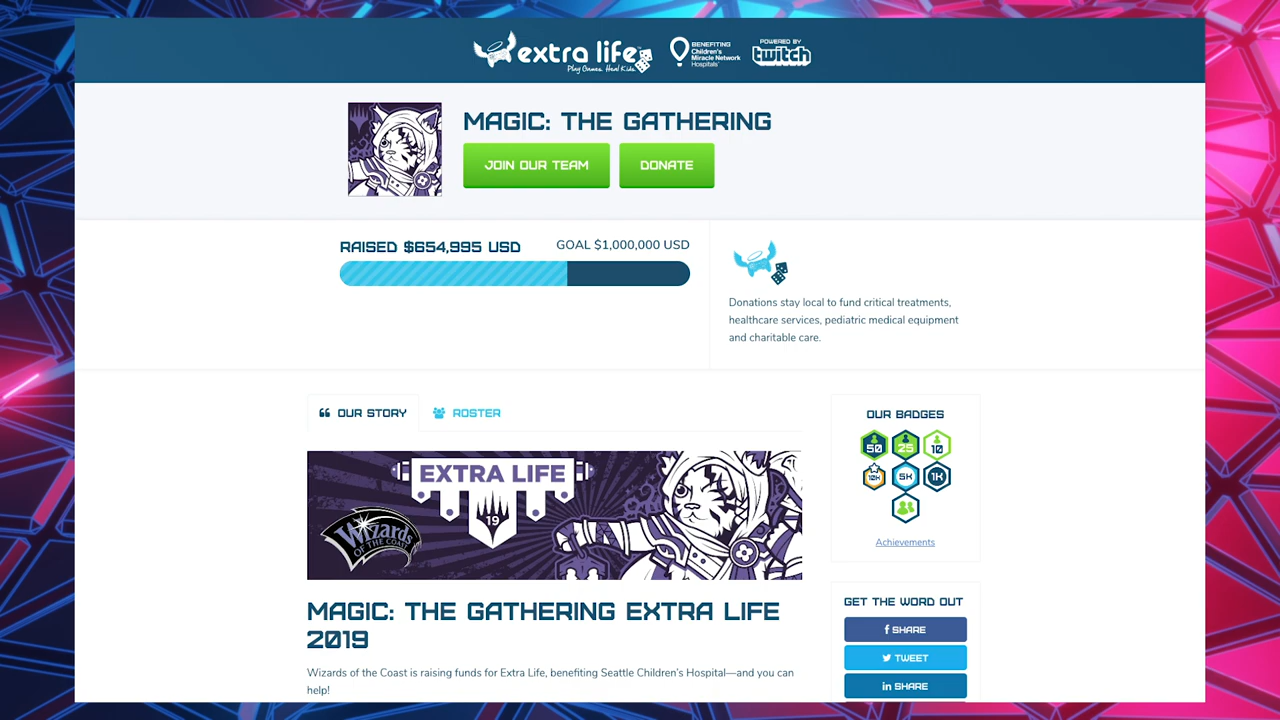 extra life
Play Games. Heal Kids.
BENEFITING
Children's
Miracle Network
Hospitals
POWERED BY
twitch
MAGIC: THE GATHERING
JOIN OUR TEAM
DONATE
RAISED $654,995 USD
GOAL $1,000,000 USD
Donations stay local to fund critical treatments,
healthcare services, pediatric medical equipment
and charitable care.
OUR STORY
ROSTER
EXTRA LIFE
19
Wizards
OF THE COAST
MAGIC: THE GATHERING EXTRA LIFE
2019
Wizards of the Coast is raising funds for Extra Life, benefiting Seattle Children's Hospital—and you can
help!
OUR BADGES
50 25 10
10K 5K 1K
Achievements
GET THE WORD OUT
f SHARE
TWEET
in SHARE